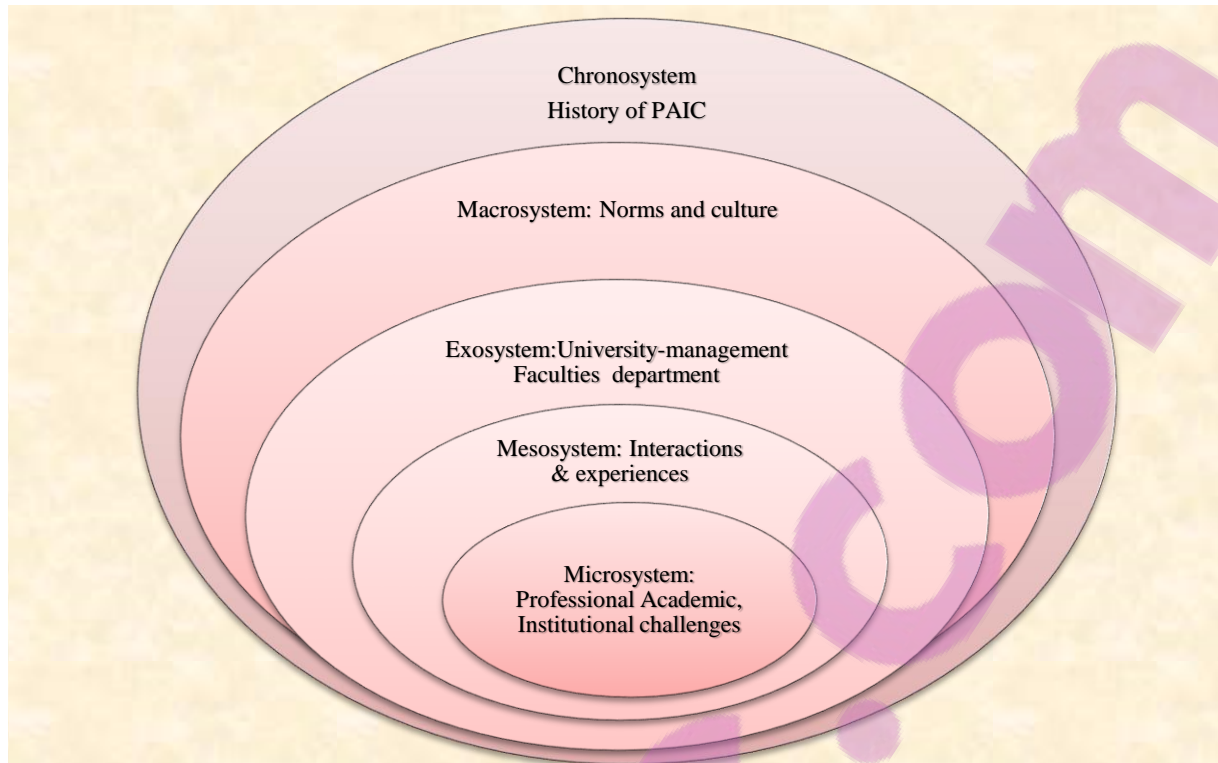 Chronosystem
History of PAIC
Macrosystem: Norms and culture
Exosystem:University-management
Faculties department
Mesosystem: Interactions
& experiences
Microsystem:
Professional Academic,
Institutional challenges
.com